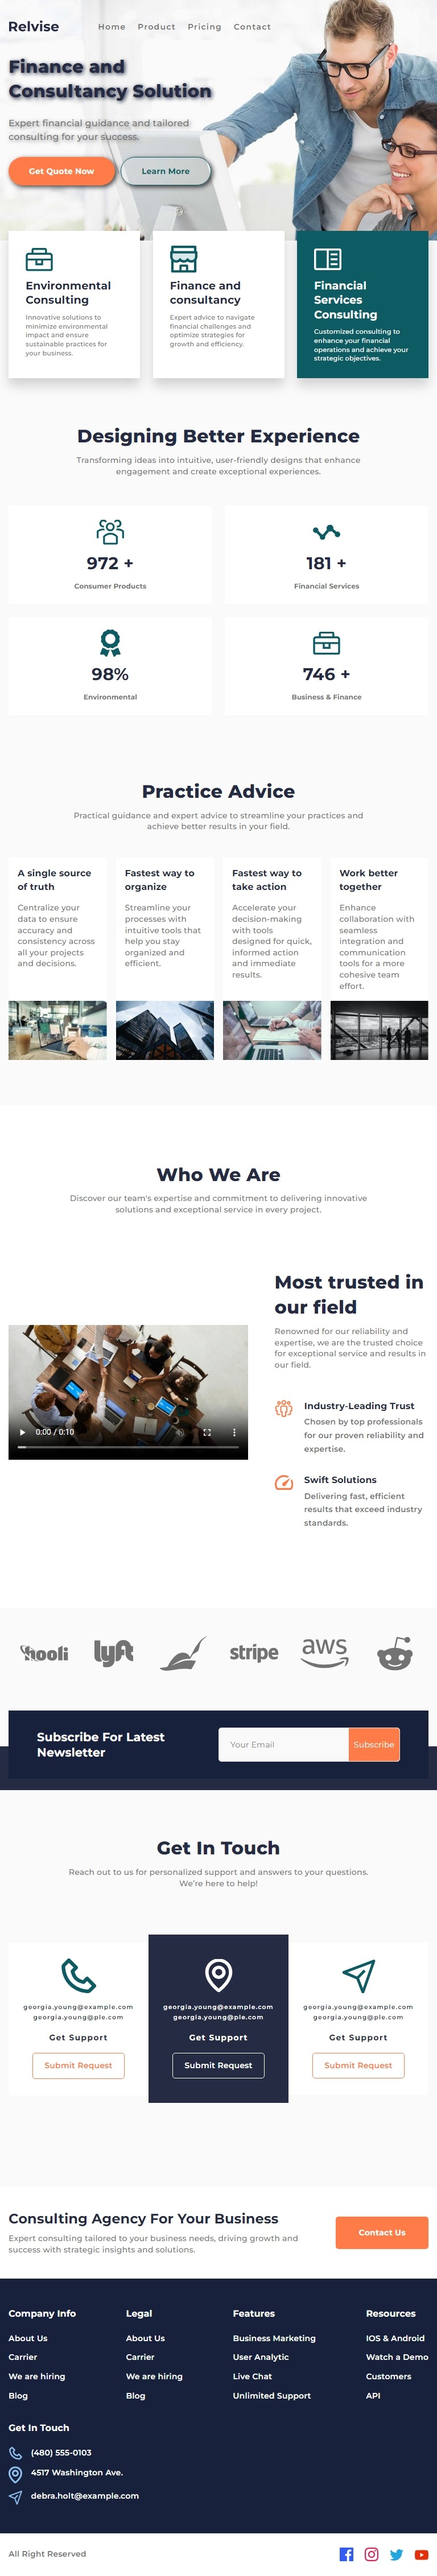 Relvise
Home Product Pricing Contact
Finance and
Consultancy Solution
Expert financial guidance and tailored
consulting for your success.
Get Quote Now
Learn More
Environmental
Consulting
Innovative solutions to
minimize environmental
impact and ensure
sustainable practices for
your business.
Finance and
consultancy
Expert advice to navigate
financial challenges and
optimize strategies for
growth and efficiency.
Financial
Services
Consulting
Customized consulting to
enhance your financial
operations and achieve your
strategic objectives.
Designing Better Experience
Transforming ideas into intuitive, user-friendly designs that enhance
engagement and create exceptional experiences.
972 +
Consumer Products
181 +
Financial Services
98%
Environmental
746 +
Business & Finance
Practice Advice
Practical guidance and expert advice to streamline your practices and
achieve better results in your field.
A single source
of truth
Centralize your
data to ensure
accuracy and
consistency across
all your projects
and decisions.
Fastest way to
organize
Streamline your
processes with
intuitive tools that
help you stay
organized and
efficient.
Fastest way to
take action
Accelerate your
decision-making
with tools
designed for quick,
informed action
and immediate
results.
Work better
together
Enhance
collaboration with
seamless
integration and
communication
tools for a more
cohesive team
effort.
Who We Are
Discover our team's expertise and commitment to delivering innovative
solutions and exceptional service in every project.
0:00 / 0:10
Most trusted in
our field
Renowned for our reliability and
expertise, we are the trusted choice
for exceptional service and results in
our field.
Industry-Leading Trust
Chosen by top professionals
for our proven reliability and
expertise.
Swift Solutions
Delivering fast, efficient
results that exceed industry
standards.
hooli
lyft
stripe
aws
Subscribe For Latest
Newsletter
Your Email
Subscribe
Get In Touch
Reach out to us for personalized support and answers to your questions.
We're here to help!
georgia.young@example.com
georgia.young@ple.com
Get Support
Submit Request
georgia.young@example.com
georgia.young@ple.com
Get Support
Submit Request
georgia.young@example.com
georgia.young@ple.com
Get Support
Submit Request
Consulting Agency For Your Business
Expert consulting tailored to your business needs, driving growth and
success with strategic insights and solutions.
Contact Us
Company Info
About Us
Carrier
We are hiring
Blog
Legal
About Us
Carrier
We are hiring
Blog
Features
Business Marketing
User Analytic
Live Chat
Unlimited Support
Resources
IOS & Android
Watch a Demo
Customers
API
Get In Touch
(480) 555-0103
4517 Washington Ave.
debra.holt@example.com
All Right Reserved